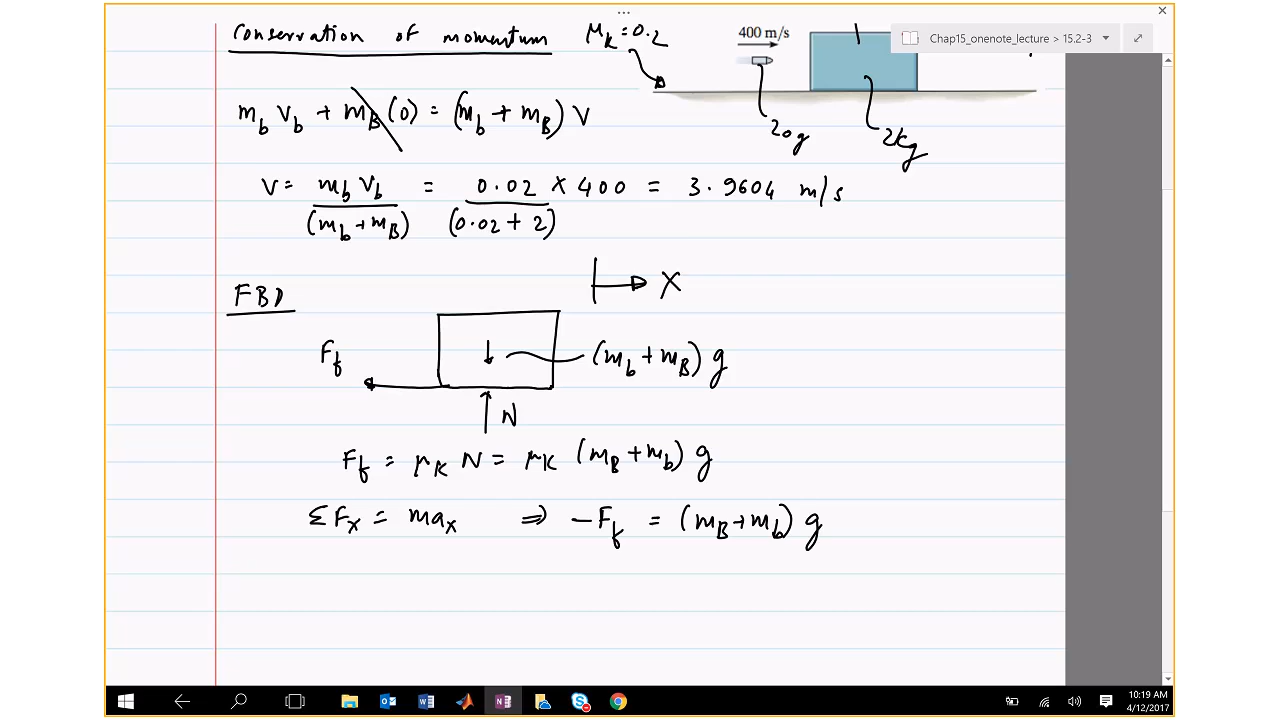 Conservation of momentum μk=0.2
400 m/s
Chap15_onenote_lecture > 15.2-3
mb Vb + mB (0) = (mb + mB) V
20g
2kg
V = mb Vb / (mb+mB) = 0.02 × 400 / (0.02 + 2) = 3.9604 m/s
X
FBD
Ff
(mb + mB) g
N
Ff = μk N = μk (mB + mb) g
ΣFx = max ⇒ -Ff = (mB+mb) g
10:19 AM
4/12/2017